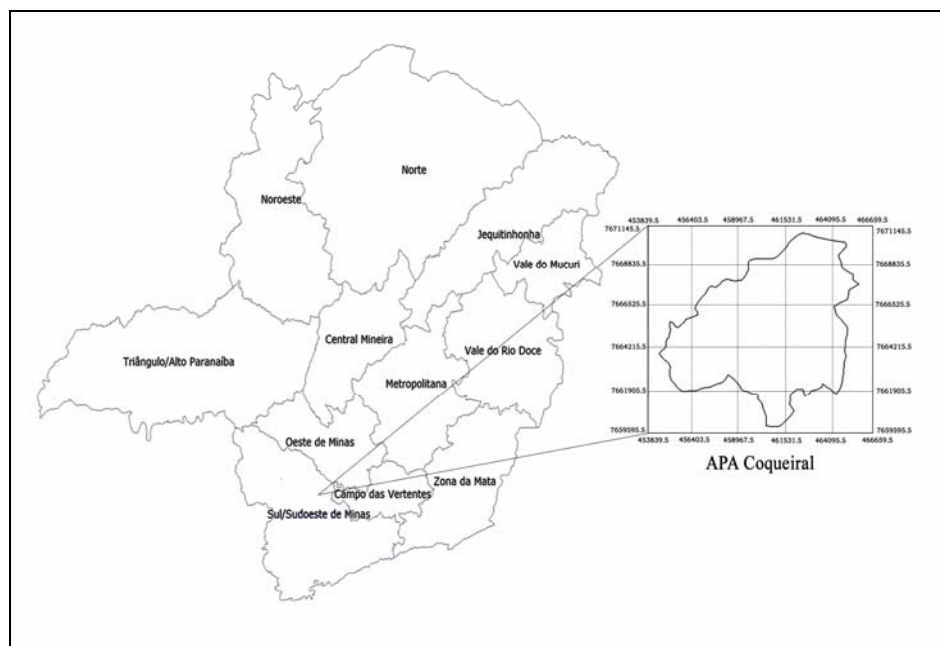 Norte
Noroeste
Jequitinhonha
Vale do Mucuri
Central Mineira
Vale do Rio Doce
Triângulo/Alto Paranaíba
Metropolitana
Oeste de Minas
Zona da Mata
Campo das Vertentes
Sul/Sudoeste de Minas
453839.5 458967.5 464095.5
456403.5 461531.5 466659.5
7671145.5 7671145.5
7668835.5 7668835.5
7666525.5 7666525.5
7664215.5 7664215.5
7661905.5 7661905.5
7659595.5 7659595.5
453839.5 456403.5 458967.5 461531.5 464095.5 466659.5
APA Coqueiral